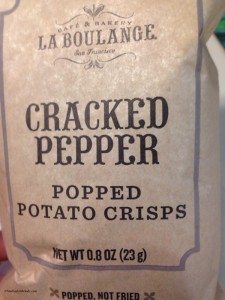 CAFÉ & BAKERY
LA BOULANGE.
San Francisco
CRACKED
PEPPER
POPPED
POTATO CRISPS
NET WT 0.8 OZ (23 g)
POPPED, NOT FRIED